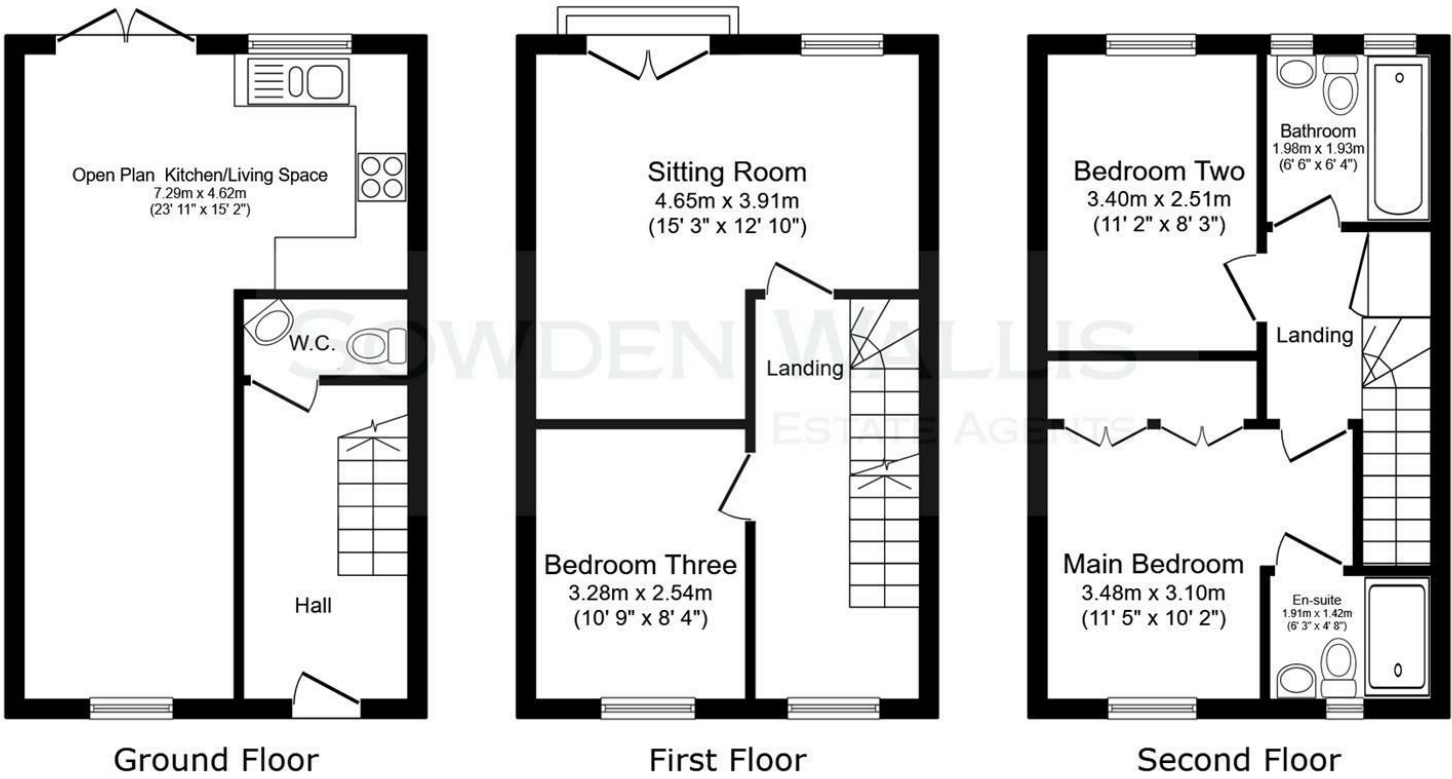 Open Plan Kitchen/Living Space
7.29m x 4.62m
(23' 11" x 15' 2")
W.C.
Hall
Ground Floor
Sitting Room
4.65m x 3.91m
(15' 3" x 12' 10")
Landing
Bedroom Three
3.28m x 2.54m
(10' 9" x 8' 4")
First Floor
Bathroom
1.98m x 1.93m
(6' 6" x 6' 4")
Bedroom Two
3.40m x 2.51m
(11' 2" x 8' 3")
Landing
Main Bedroom
3.48m x 3.10m
(11' 5" x 10' 2")
En-suite
1.91m x 1.42m
(6' 3" x 4' 8")
Second Floor
SOWDEN WALLIS
ESTATE AGENTS